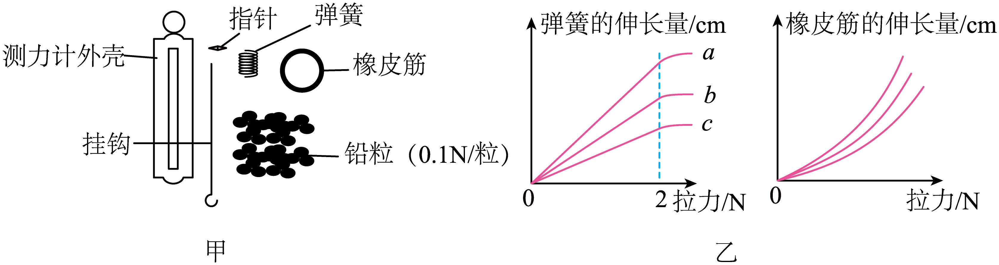 测力计外壳
指针
弹簧
橡皮筋
挂钩
铅粒（0.1N/粒）
甲
弹簧的伸长量/cm
a
b
c
0
2
拉力/N
橡皮筋的伸长量/cm
0
拉力/N
乙